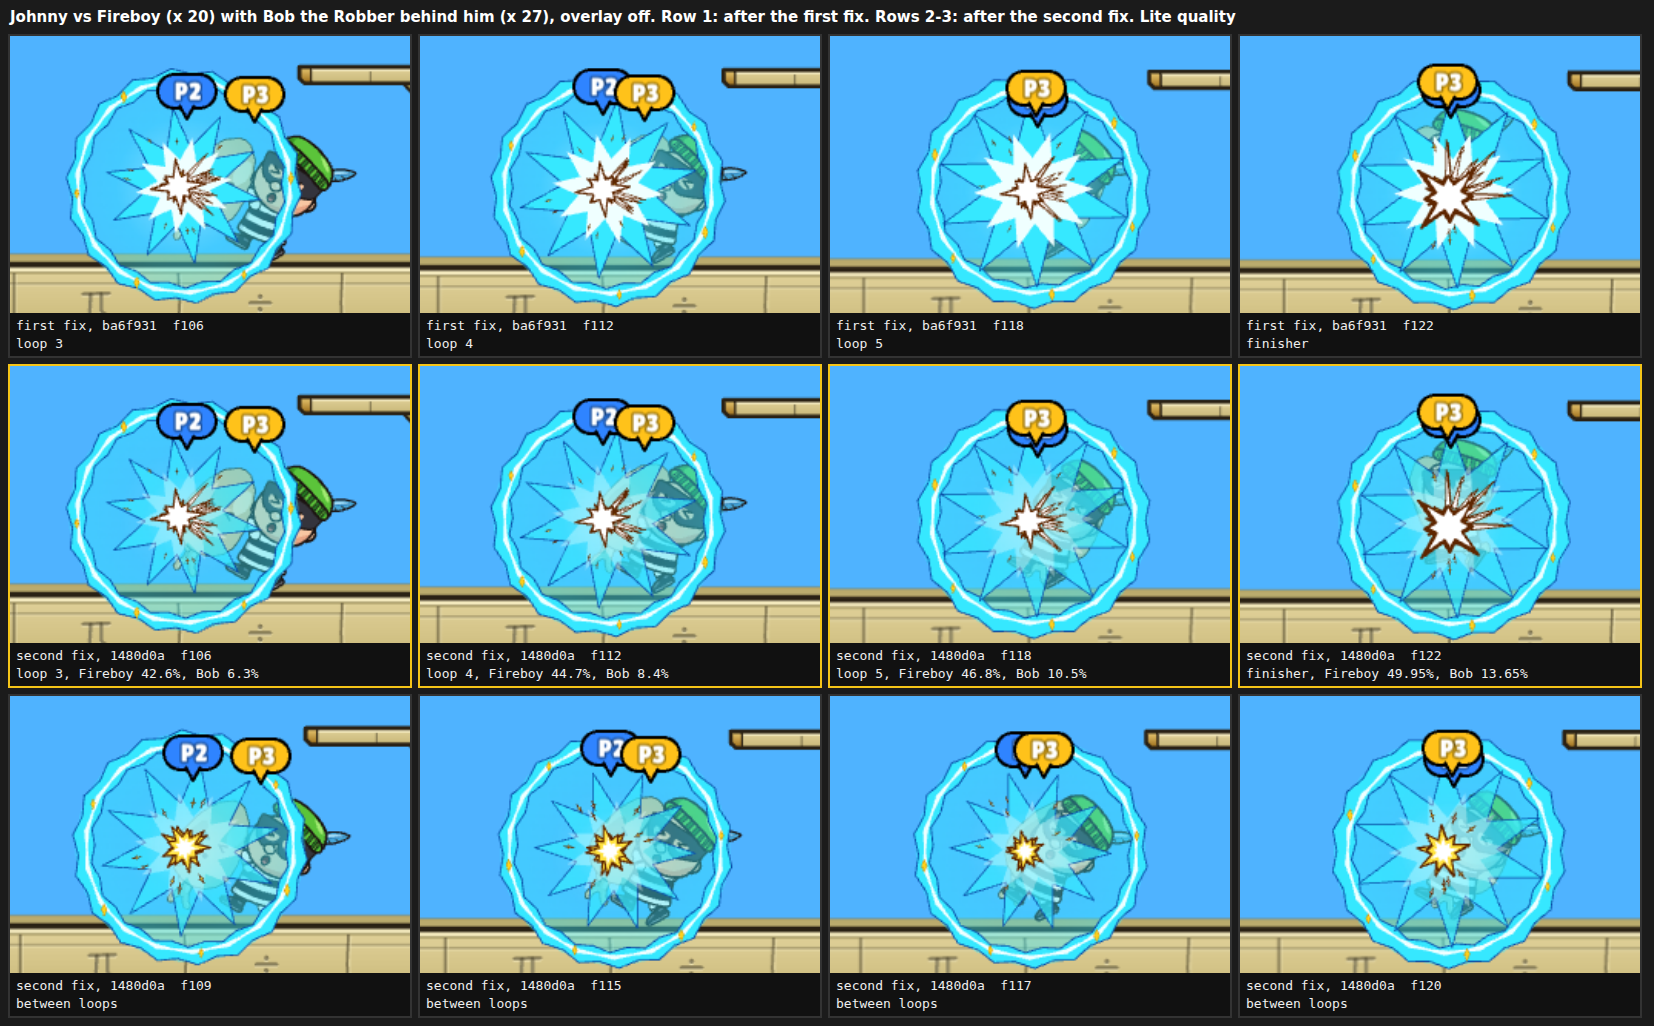 Johnny vs Fireboy (x 20) with Bob the Robber behind him (x 27), overlay off. Row 1: after the first fix. Rows 2-3: after the second fix. Lite quality
P2 P3
P2 P3
P3
P3
first fix, ba6f931 f106
loop 3
first fix, ba6f931 f112
loop 4
first fix, ba6f931 f118
loop 5
first fix, ba6f931 f122
finisher
P2 P3
P2 P3
P3
P3
second fix, 1480d0a f106
loop 3, Fireboy 42.6%, Bob 6.3%
second fix, 1480d0a f112
loop 4, Fireboy 44.7%, Bob 8.4%
second fix, 1480d0a f118
loop 5, Fireboy 46.8%, Bob 10.5%
second fix, 1480d0a f122
finisher, Fireboy 49.95%, Bob 13.65%
P2 P3
P2 P3
P3
P3
second fix, 1480d0a f109
between loops
second fix, 1480d0a f115
between loops
second fix, 1480d0a f117
between loops
second fix, 1480d0a f120
between loops